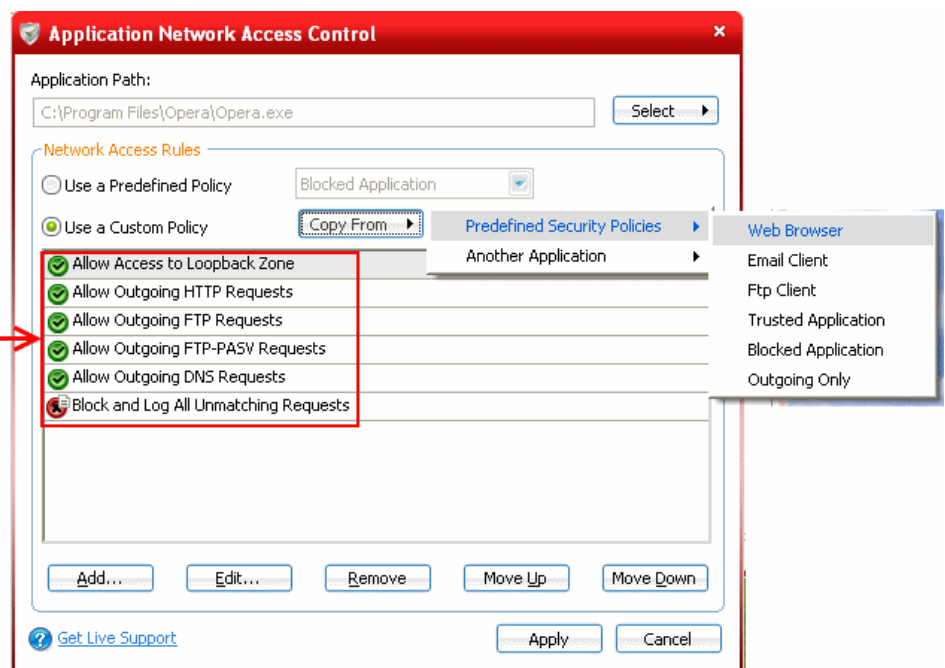 Application Network Access Control
Application Path:
C:\Program Files\Opera\Opera.exe
Select
Network Access Rules
Use a Predefined Policy
Blocked Application
Use a Custom Policy
Copy From
Predefined Security Policies
Another Application
Web Browser
Email Client
Ftp Client
Trusted Application
Blocked Application
Outgoing Only
Allow Access to Loopback Zone
Allow Outgoing HTTP Requests
Allow Outgoing FTP Requests
Allow Outgoing FTP-PASV Requests
Allow Outgoing DNS Requests
Block and Log All Unmatching Requests
Add...
Edit...
Remove
Move Up
Move Down
Get Live Support
Apply
Cancel